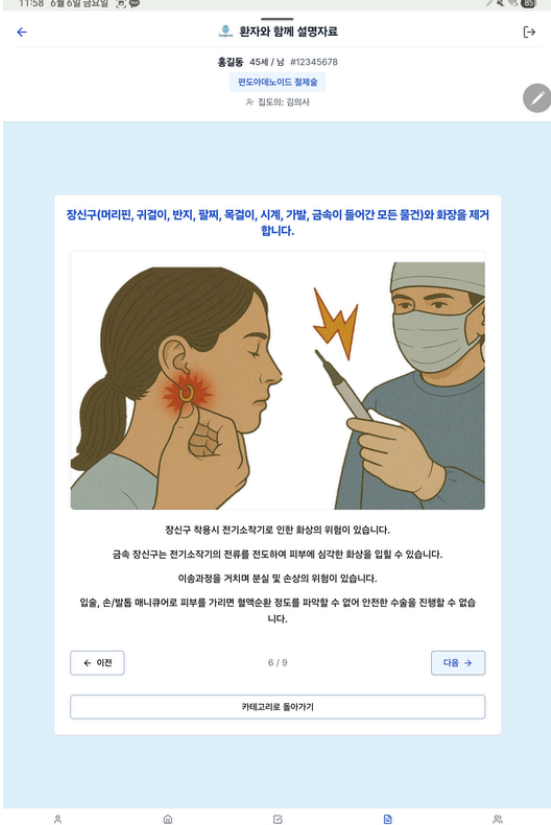 11:58 6월 6일 금요일
85
환자와 함께 설명자료
홍길동 45세 / 남 #12345678
편도아데노이드 절제술
집도의: 김의사
장신구(머리핀, 귀걸이, 반지, 팔찌, 목걸이, 시계, 가발, 금속이 들어간 모든 물건)와 화장을 제거
합니다.
장신구 착용시 전기소작기로 인한 화상의 위험이 있습니다.
금속 장신구는 전기소작기의 전류를 전도하여 피부에 심각한 화상을 입힐 수 있습니다.
이송과정을 거치며 분실 및 손상의 위험이 있습니다.
입술, 손/발톱 매니큐어로 피부를 가리면 혈액순환 정도를 파악할 수 없어 안전한 수술을 진행할 수 없습
니다.
← 이전
6 / 9
다음 →
카테고리로 돌아가기